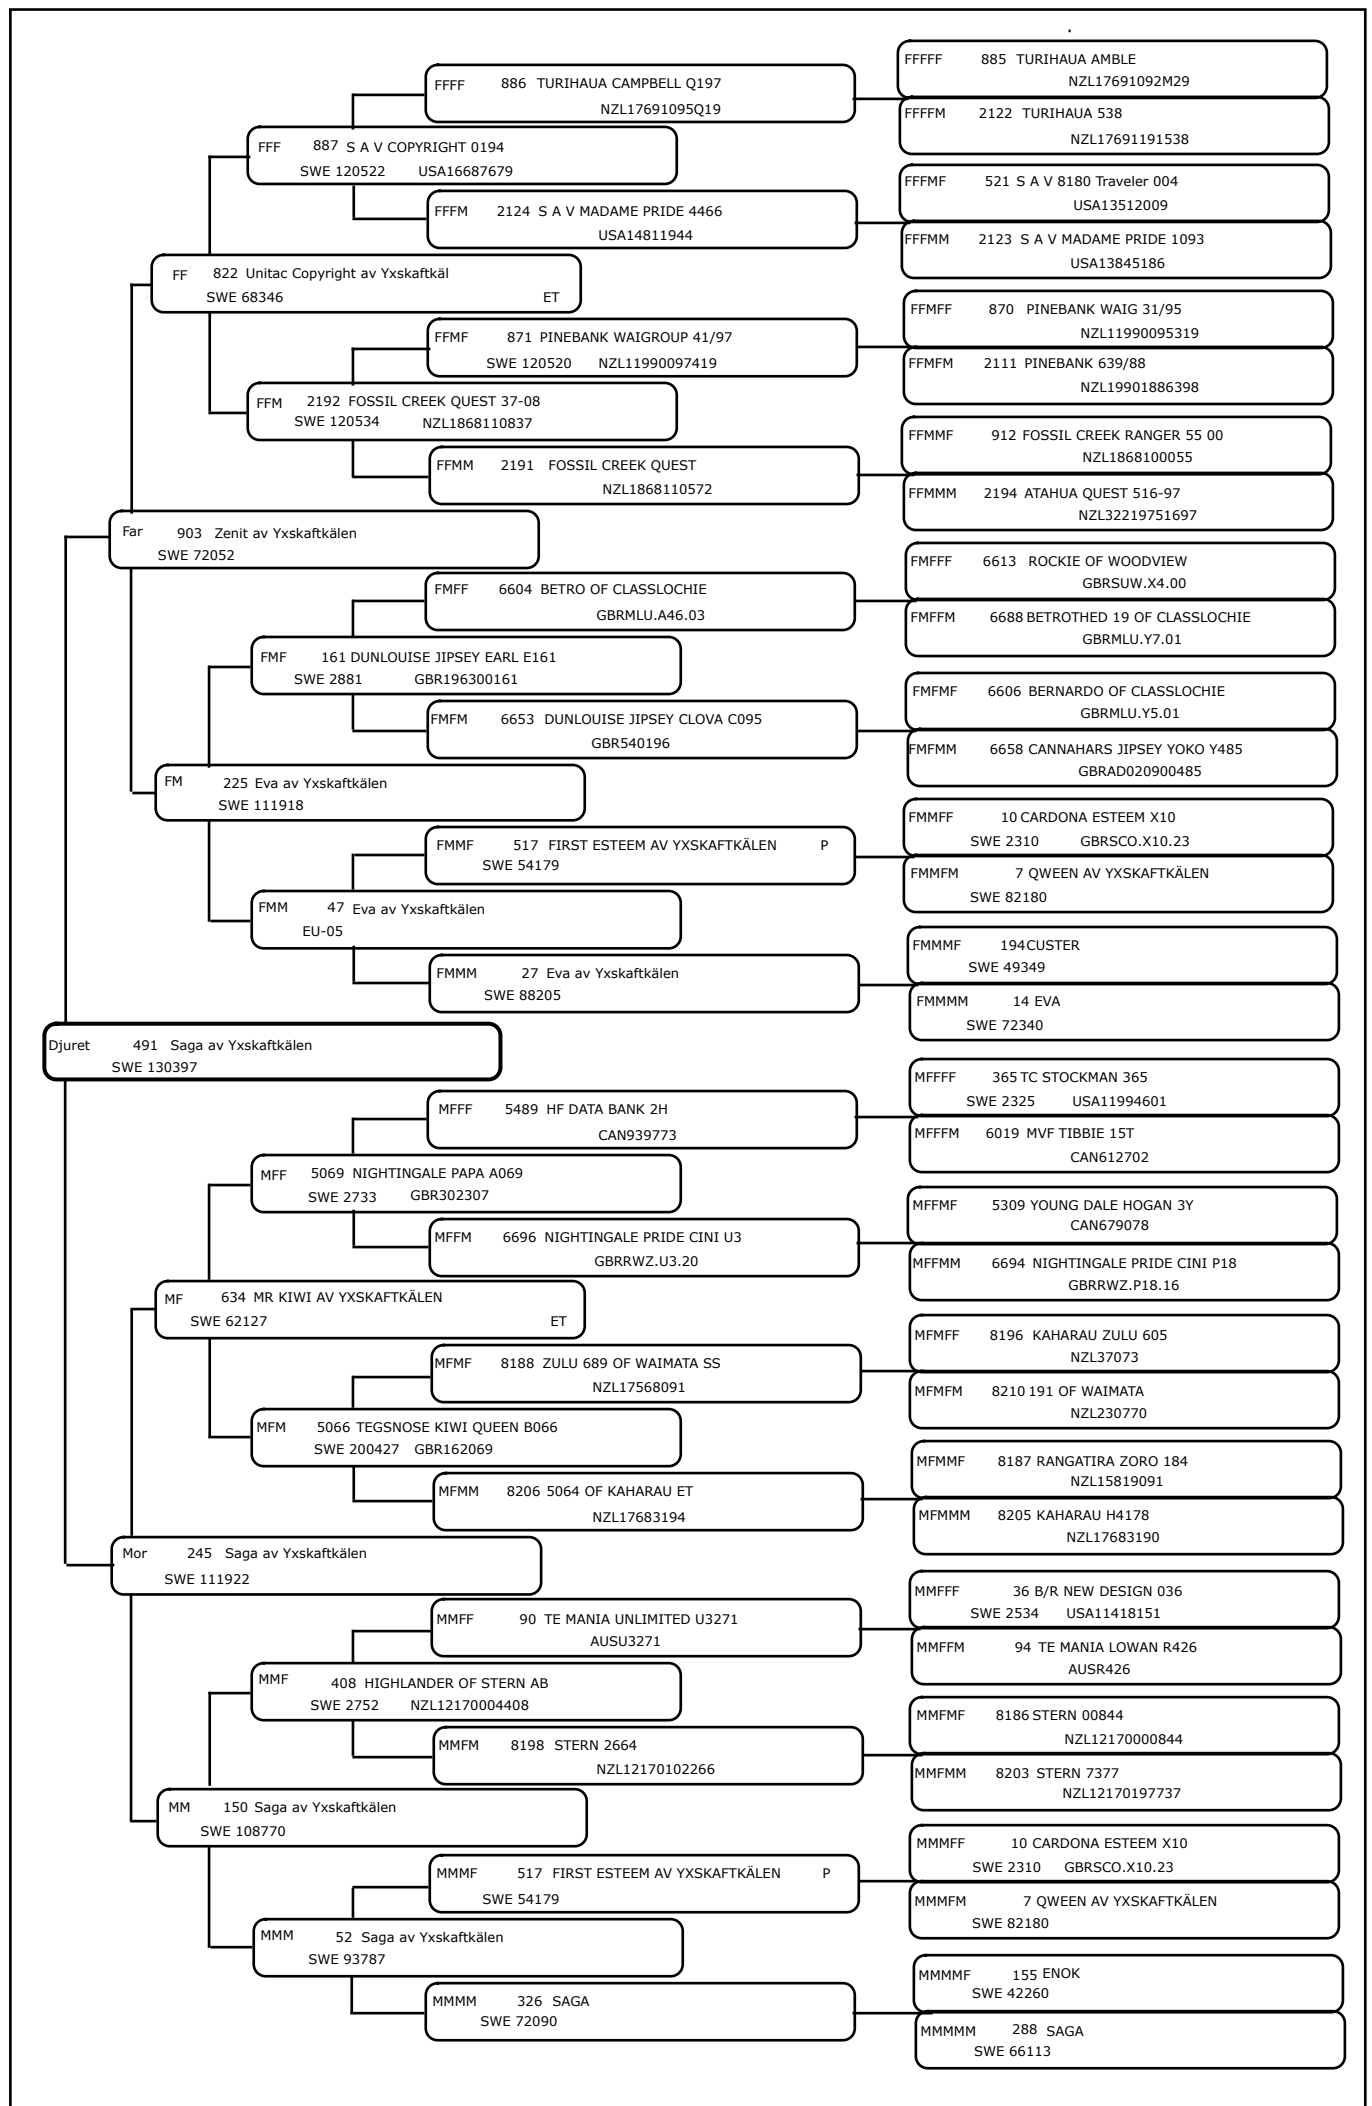 FFFFF 885 TURIHAUA AMBLE
NZL17691092M29
FFFF 886 TURIHAUA CAMPBELL Q197
NZL17691095Q19
FFFFM 2122 TURIHAUA 538
NZL17691191538
FFF 887 S A V COPYRIGHT 0194
SWE 120522 USA16687679
FFFMF 521 S A V 8180 Traveler 004
USA13512009
FFFM 2124 S A V MADAME PRIDE 4466
USA14811944
FFFMM 2123 S A V MADAME PRIDE 1093
USA13845186
FF 822 Unitac Copyright av Yxskaftkäl
SWE 68346 ET
FFMFF 870 PINEBANK WAIG 31/95
NZL11990095319
FFMF 871 PINEBANK WAIGROUP 41/97
SWE 120520 NZL11990097419
FFMFM 2111 PINEBANK 639/88
NZL19901886398
FFM 2192 FOSSIL CREEK QUEST 37-08
SWE 120534 NZL1868110837
FFMMF 912 FOSSIL CREEK RANGER 55 00
NZL1868100055
FFMM 2191 FOSSIL CREEK QUEST
NZL1868110572
FFMMM 2194 ATAHUA QUEST 516-97
NZL32219751697
Far 903 Zenit av Yxskaftkälen
SWE 72052
FMFFF 6613 ROCKIE OF WOODVIEW
GBRSUW.X4.00
FMFF 6604 BETRO OF CLASSLOCHIE
GBRMLU.A46.03
FMFFM 6688 BETROTHED 19 OF CLASSLOCHIE
GBRMLU.Y7.01
FMF 161 DUNLOUISE JIPSEY EARL E161
SWE 2881 GBR196300161
FMFMF 6606 BERNARDO OF CLASSLOCHIE
GBRMLU.Y5.01
FMFM 6653 DUNLOUISE JIPSEY CLOVA C095
GBR540196
FMFMM 6658 CANNAHARS JIPSEY YOKO Y485
GBRAD020900485
FM 225 Eva av Yxskaftkälen
SWE 111918
FMMFF 10 CARDONA ESTEEM X10
SWE 2310 GBRSCO.X10.23
FMMF 517 FIRST ESTEEM AV YXSKAFTKÄLEN P
SWE 54179
FMMFM 7 QWEEN AV YXSKAFTKÄLEN
SWE 82180
FMM 47 Eva av Yxskaftkälen
EU-05
FMMMF 194 CUSTER
SWE 49349
FMMM 27 Eva av Yxskaftkälen
SWE 88205
FMMMM 14 EVA
SWE 72340
Djuret 491 Saga av Yxskaftkälen
SWE 130397
MFFFF 365 TC STOCKMAN 365
SWE 2325 USA11994601
MFFF 5489 HF DATA BANK 2H
CAN939773
MFFFM 6019 MVF TIBBIE 15T
CAN612702
MFF 5069 NIGHTINGALE PAPA A069
SWE 2733 GBR302307
MFFMF 5309 YOUNG DALE HOGAN 3Y
CAN679078
MFFM 6696 NIGHTINGALE PRIDE CINI U3
GBRRWZ.U3.20
MFFMM 6694 NIGHTINGALE PRIDE CINI P18
GBRRWZ.P18.16
MF 634 MR KIWI AV YXSKAFTKÄLEN
SWE 62127 ET
MFMFF 8196 KAHARAU ZULU 605
NZL37073
MFMF 8188 ZULU 689 OF WAIMATA SS
NZL17568091
MFMFM 8210 191 OF WAIMATA
NZL230770
MFM 5066 TEGSNOSE KIWI QUEEN B066
SWE 200427 GBR162069
MFMMF 8187 RANGATIRA ZORO 184
NZL15819091
MFMM 8206 5064 OF KAHARAU ET
NZL17683194
MFMMM 8205 KAHARAU H4178
NZL17683190
Mor 245 Saga av Yxskaftkälen
SWE 111922
MMFFF 36 B/R NEW DESIGN 036
SWE 2534 USA11418151
MMFF 90 TE MANIA UNLIMITED U3271
AUSU3271
MMFFM 94 TE MANIA LOWAN R426
AUSR426
MMF 408 HIGHLANDER OF STERN AB
SWE 2752 NZL12170004408
MMFMF 8186 STERN 00844
NZL12170000844
MMFM 8198 STERN 2664
NZL12170102266
MMFMM 8203 STERN 7377
NZL12170197737
MM 150 Saga av Yxskaftkälen
SWE 108770
MMMFF 10 CARDONA ESTEEM X10
SWE 2310 GBRSCO.X10.23
MMMF 517 FIRST ESTEEM AV YXSKAFTKÄLEN P
SWE 54179
MMMFM 7 QWEEN AV YXSKAFTKÄLEN
SWE 82180
MMM 52 Saga av Yxskaftkälen
SWE 93787
MMMMF 155 ENOK
SWE 42260
MMMM 326 SAGA
SWE 72090
MMMMM 288 SAGA
SWE 66113